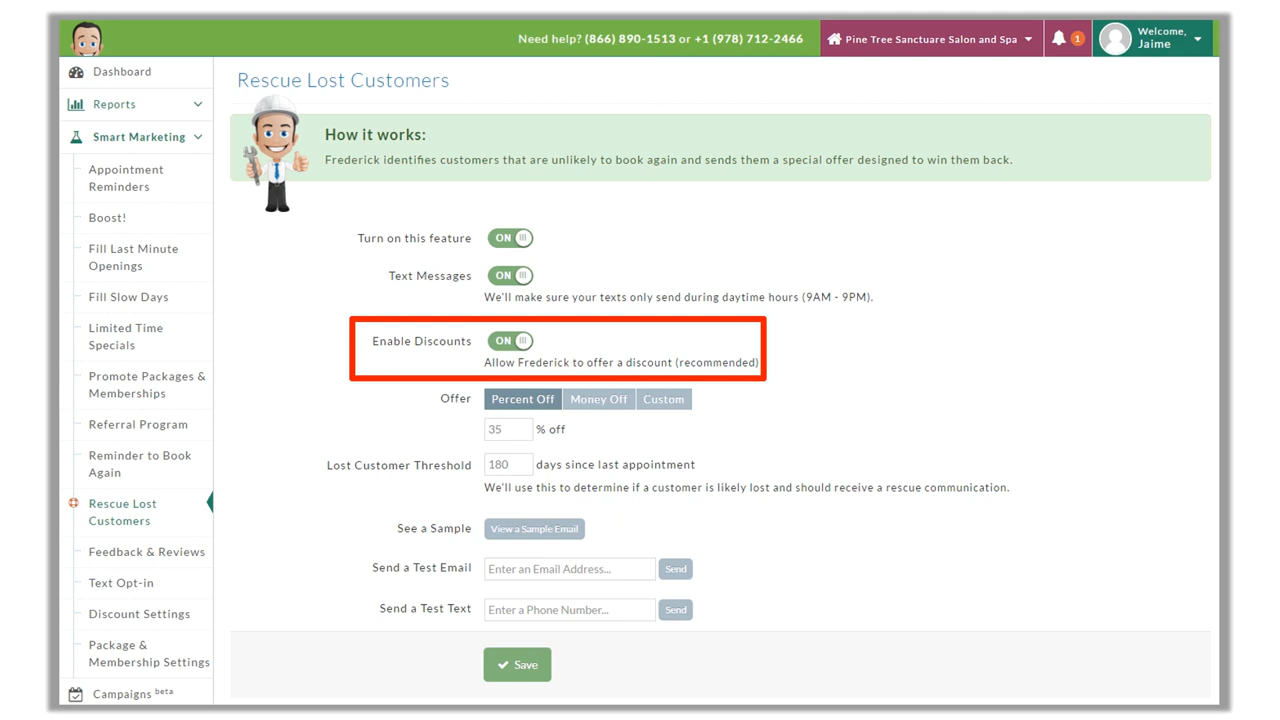 Need help? (866) 890-1513 or +1 (978) 712-2466
Pine Tree Sanctuare Salon and Spa
1
Welcome,
Jaime
Dashboard
Reports
Smart Marketing
Appointment
Reminders
Boost!
Fill Last Minute
Openings
Fill Slow Days
Limited Time
Specials
Promote Packages &
Memberships
Referral Program
Reminder to Book
Again
Rescue Lost
Customers
Feedback & Reviews
Text Opt-in
Discount Settings
Package &
Membership Settings
Campaigns beta
Rescue Lost Customers
How it works:
Frederick identifies customers that are unlikely to book again and sends them a special offer designed to win them back.
Turn on this feature ON
Text Messages ON
We'll make sure your texts only send during daytime hours (9AM - 9PM).
Enable Discounts ON
Allow Frederick to offer a discount (recommended)
Offer Percent Off Money Off Custom
35 % off
Lost Customer Threshold 180 days since last appointment
We'll use this to determine if a customer is likely lost and should receive a rescue communication.
See a Sample View a Sample Email
Send a Test Email Enter an Email Address... Send
Send a Test Text Enter a Phone Number... Send
Save